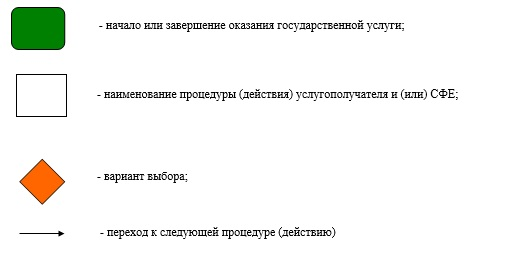 - начало или завершение оказания государственной услуги;
- наименование процедуры (действия) услугополучателя и (или) СФЕ;
- вариант выбора;
- переход к следующей процедуре (действию)